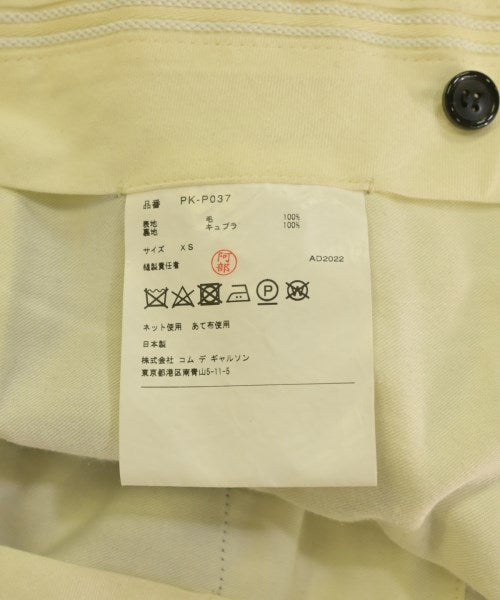 品番 PK-P037
表地 毛 100%
裏地 キュプラ 100%
サイズ XS
縫製責任者 阿部 AD2022
P W
ネット使用 あて布使用
日本製
株式会社 コム デ ギャルソン
東京都港区南青山5-11-5